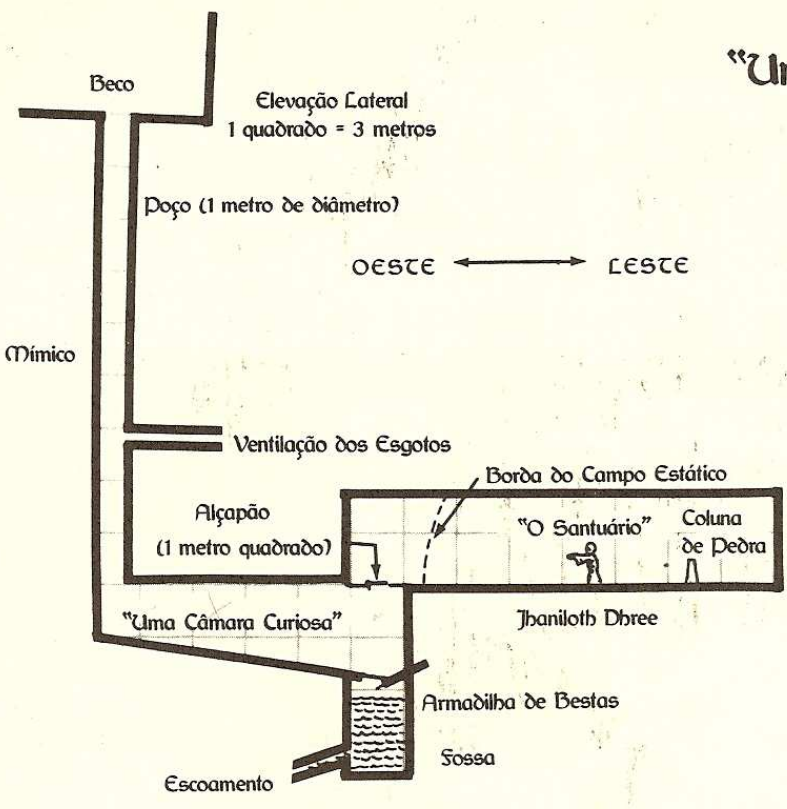 "Un
Beco
Elevação Lateral
1 quadrado = 3 metros
Poço (1 metro de diâmetro)
OESTE
LESTE
Mímico
Ventilação dos Esgotos
Borda do Campo Estático
Alçapão
(1 metro quadrado)
"O Santuário"
Coluna
de Pedra
"Uma Câmara Curiosa"
Jhaniloth Dhree
Armadilha de Bestas
Fossa
Escoamento